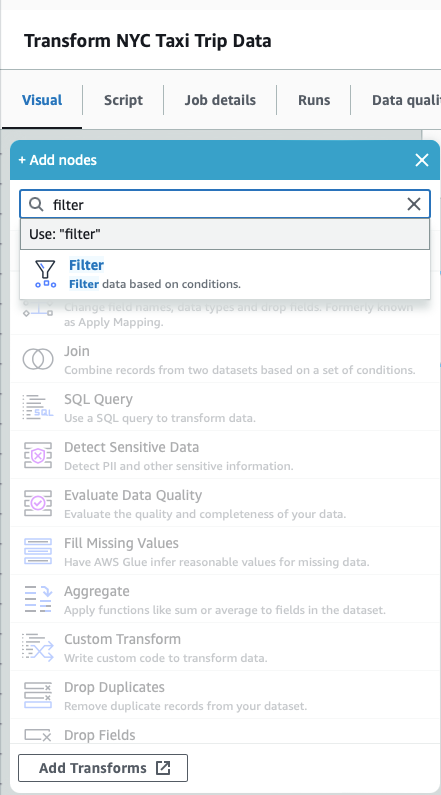 Transform NYC Taxi Trip Data
Visual
Script
Job details
Runs
Data quali
+ Add nodes
filter
Use: "filter"
Filter
Filter data based on conditions.
Change field names, data types and drop fields. Formerly known
as Apply Mapping.
Join
Combine records from two datasets based on a set of conditions.
SQL Query
SQL
Use a SQL query to transform data.
Detect Sensitive Data
Detect PII and other sensitive information.
Evaluate Data Quality
Evaluate the quality and completeness of your data.
Fill Missing Values
Have AWS Glue infer reasonable values for missing data.
Aggregate
Apply functions like sum or average to fields in the dataset.
Custom Transform
Write custom code to transform data.
Drop Duplicates
Remove duplicate records from your dataset.
Drop Fields
Add Transforms